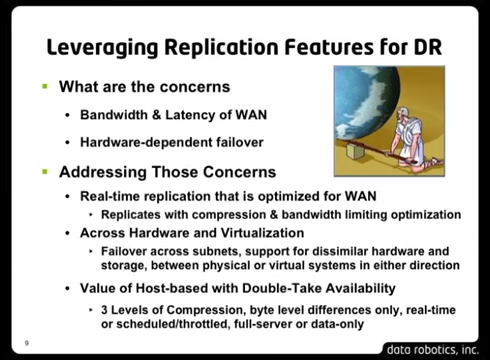 Leveraging Replication Features for DR
What are the concerns
Bandwidth & Latency of WAN
Hardware-dependent failover
Addressing Those Concerns
Real-time replication that is optimized for WAN
Replicates with compression & bandwidth limiting optimization
Across Hardware and Virtualization
Failover across subnets, support for dissimilar hardware and
storage, between physical or virtual systems in either direction
Value of Host-based with Double-Take Availability
3 Levels of Compression, byte level differences only, real-time
or scheduled/throttled, full-server or data-only
9
data robotics, inc.